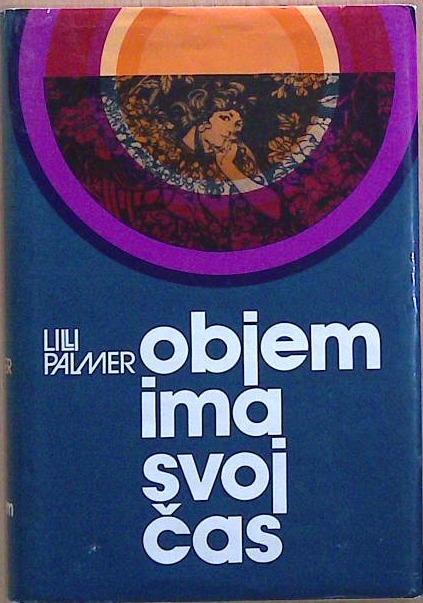 LILLI
PALMER
objem
ima
svoj
čas